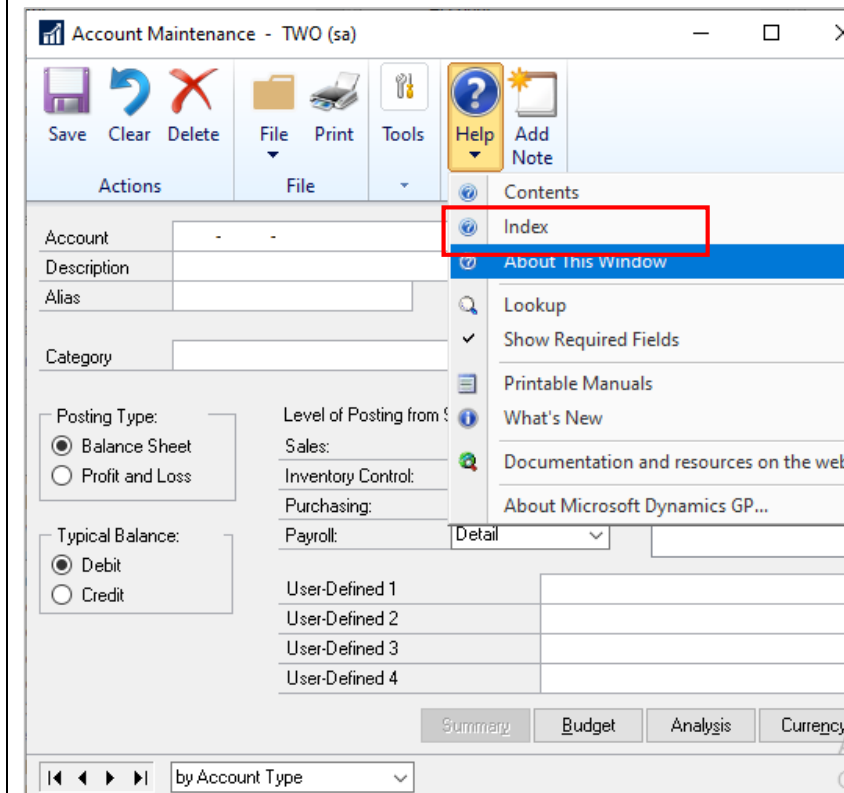 Account Maintenance - TWO (sa)
Save Clear Delete File Print Tools Help Add Note
Actions File
Contents
Index
About This Window
Lookup
Show Required Fields
Printable Manuals
What's New
Documentation and resources on the web
About Microsoft Dynamics GP...
Account - -
Description
Alias
Category
Posting Type:
Balance Sheet
Profit and Loss
Typical Balance:
Debit
Credit
Level of Posting from
Sales:
Inventory Control:
Purchasing:
Payroll: Detail
User-Defined 1
User-Defined 2
User-Defined 3
User-Defined 4
Summary Budget Analysis Currency
by Account Type